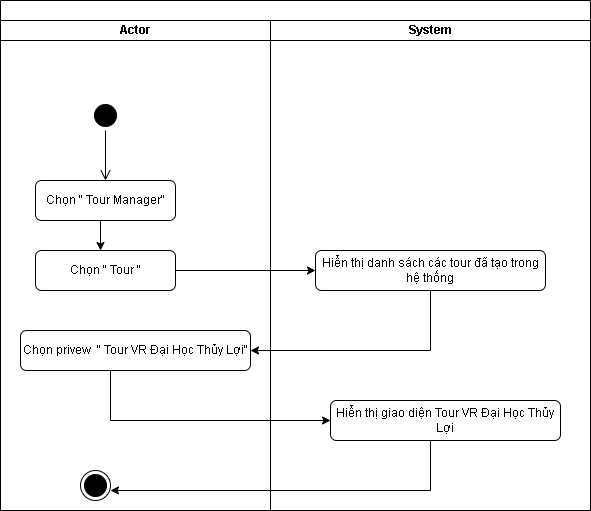 Actor
System
Chọn " Tour Manager"
Chọn " Tour "
Hiển thị danh sách các tour đã tạo trong
hệ thống
Chọn privew " Tour VR Đại Học Thủy Lợi"
Hiển thị giao diện Tour VR Đại Học Thủy
Lợi